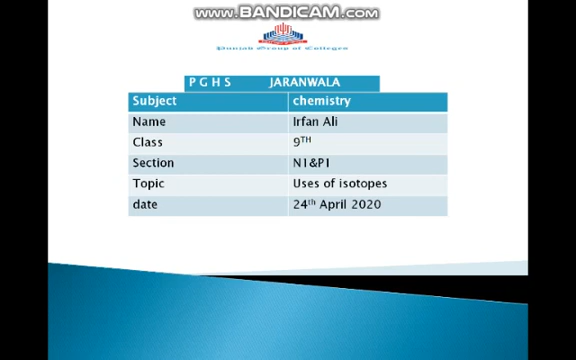 www.BANDICAM.com
Punjab Group of Colleges
P G H S JARANWALA
Subject chemistry
Name Irfan Ali
Class 9TH
Section N1&P1
Topic Uses of isotopes
date 24th April 2020